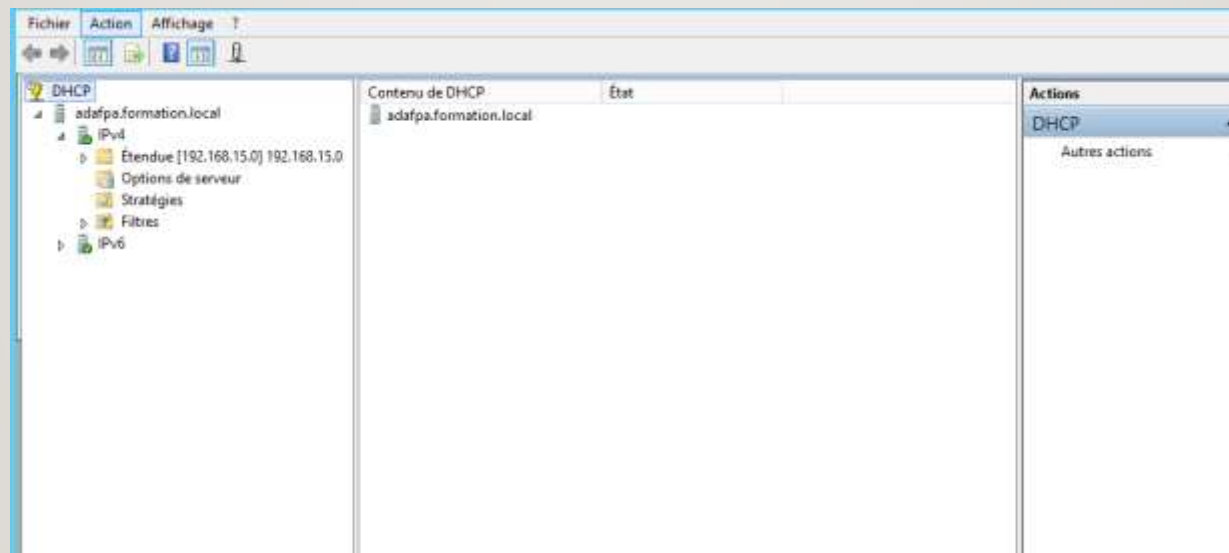 Fichier Action Affichage ?
DHCP
adafpa.formation.local
IPv4
Étendue [192.168.15.0] 192.168.15.0
Options de serveur
Stratégies
Filtres
IPv6
Contenu de DHCP État
adafpa.formation.local
Actions
DHCP
Autres actions